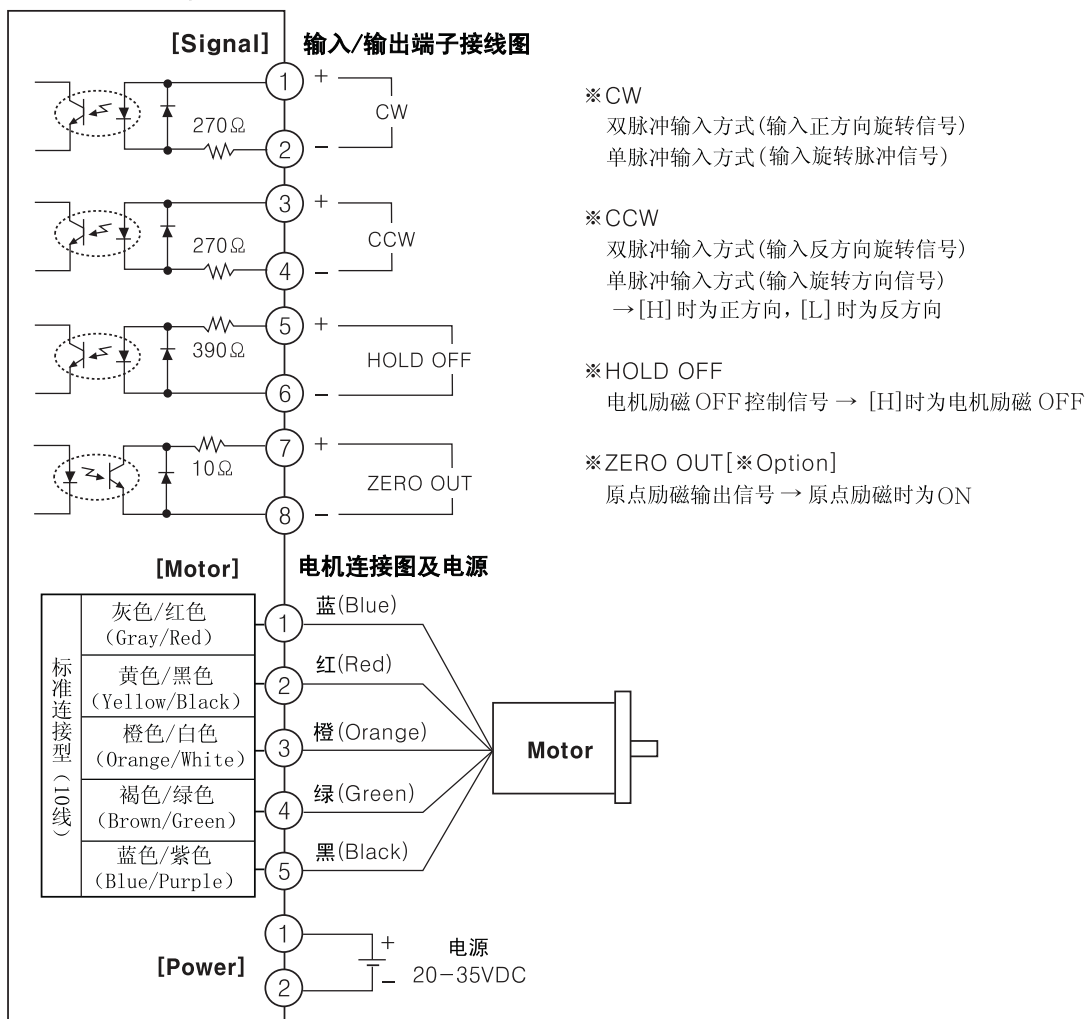 [Signal] 输入/输出端子接线图
1 +
CW
270Ω
2 −
3 +
CCW
270Ω
4 −
5 +
390Ω
HOLD OFF
6 −
7 +
10Ω
ZERO OUT
8 −
※CW
双脉冲输入方式(输入正方向旋转信号)
单脉冲输入方式(输入旋转脉冲信号)
※CCW
双脉冲输入方式(输入反方向旋转信号)
单脉冲输入方式(输入旋转方向信号)
→[H] 时为正方向, [L] 时为反方向
※HOLD OFF
电机励磁 OFF 控制信号 → [H]时为电机励磁 OFF
※ZERO OUT[※Option]
原点励磁输出信号 → 原点励磁时为ON
[Motor] 电机连接图及电源
标准连接型（10线）
灰色/红色
(Gray/Red)
1 蓝(Blue)
黄色/黑色
(Yellow/Black)
2 红(Red)
橙色/白色
(Orange/White)
3 橙(Orange)
褐色/绿色
(Brown/Green)
4 绿(Green)
蓝色/紫色
(Blue/Purple)
5 黑(Black)
Motor
[Power]
1 +
2 −
电源
20-35VDC